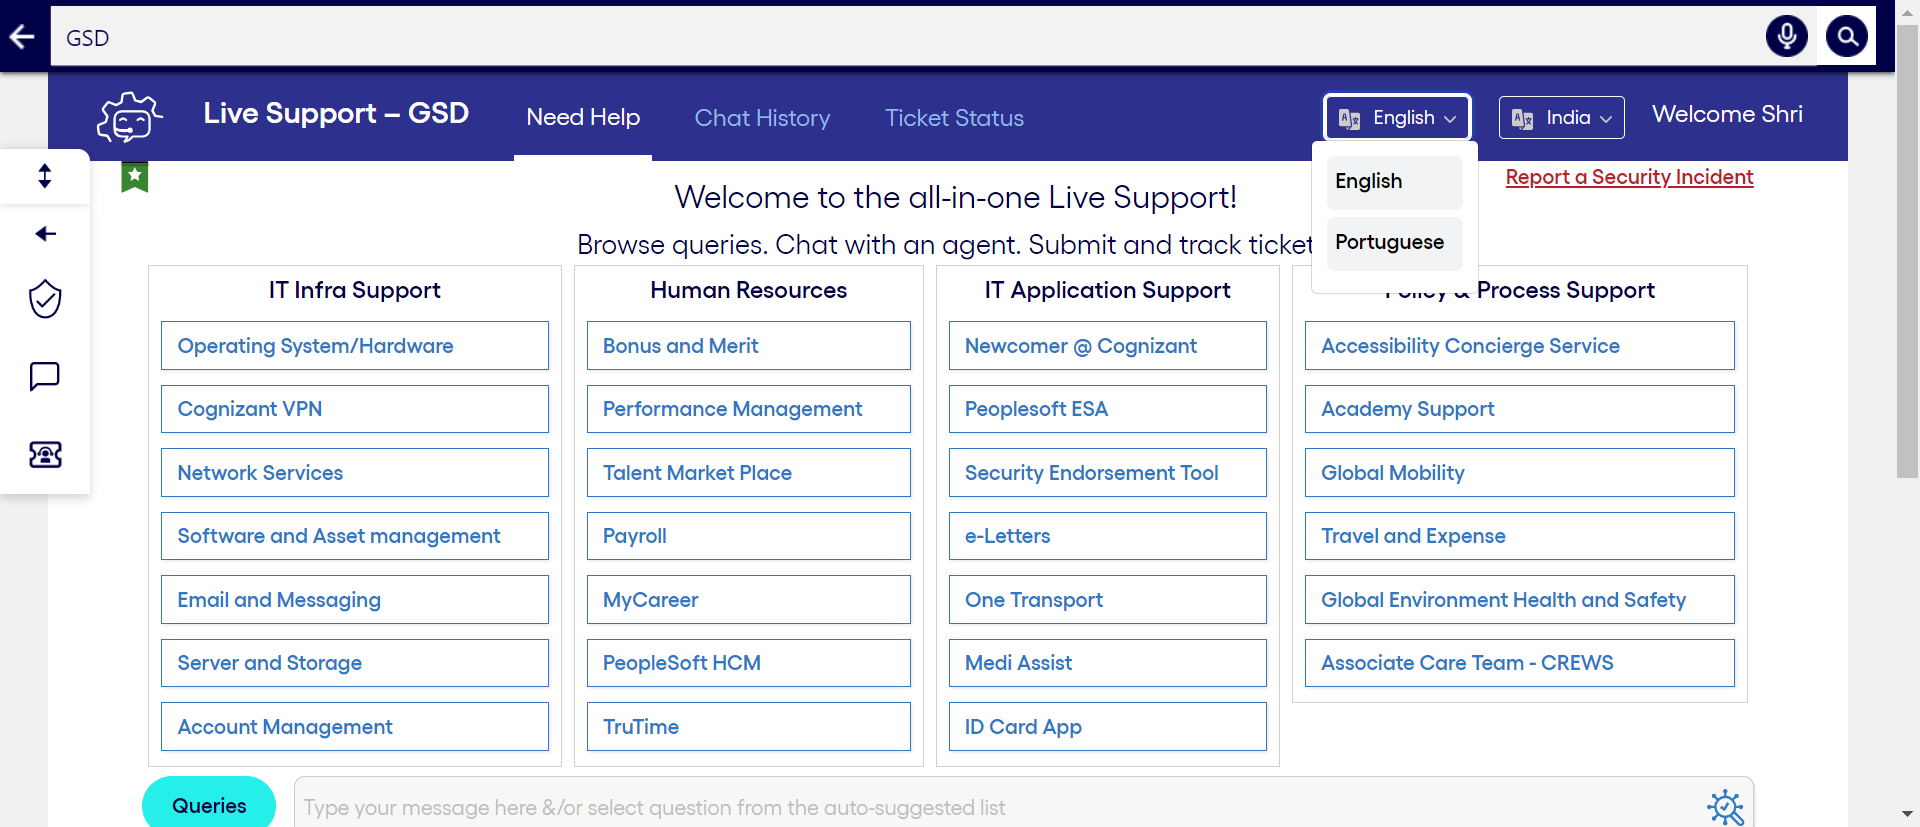 GSD
Live Support – GSD
Need Help
Chat History
Ticket Status
English
India
Welcome Shri
English
Portuguese
Report a Security Incident
Welcome to the all-in-one Live Support!
Browse queries. Chat with an agent. Submit and track ticket
IT Infra Support
Operating System/Hardware
Cognizant VPN
Network Services
Software and Asset management
Email and Messaging
Server and Storage
Account Management
Human Resources
Bonus and Merit
Performance Management
Talent Market Place
Payroll
MyCareer
PeopleSoft HCM
TruTime
IT Application Support
Newcomer @ Cognizant
Peoplesoft ESA
Security Endorsement Tool
e-Letters
One Transport
Medi Assist
ID Card App
Policy & Process Support
Accessibility Concierge Service
Academy Support
Global Mobility
Travel and Expense
Global Environment Health and Safety
Associate Care Team - CREWS
Queries
Type your message here &/or select question from the auto-suggested list